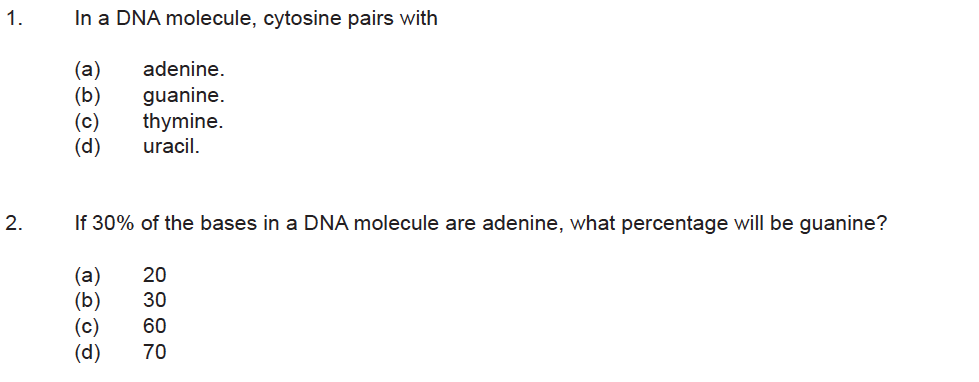 1. In a DNA molecule, cytosine pairs with
(a) adenine.
(b) guanine.
(c) thymine.
(d) uracil.
2. If 30% of the bases in a DNA molecule are adenine, what percentage will be guanine?
(a) 20
(b) 30
(c) 60
(d) 70